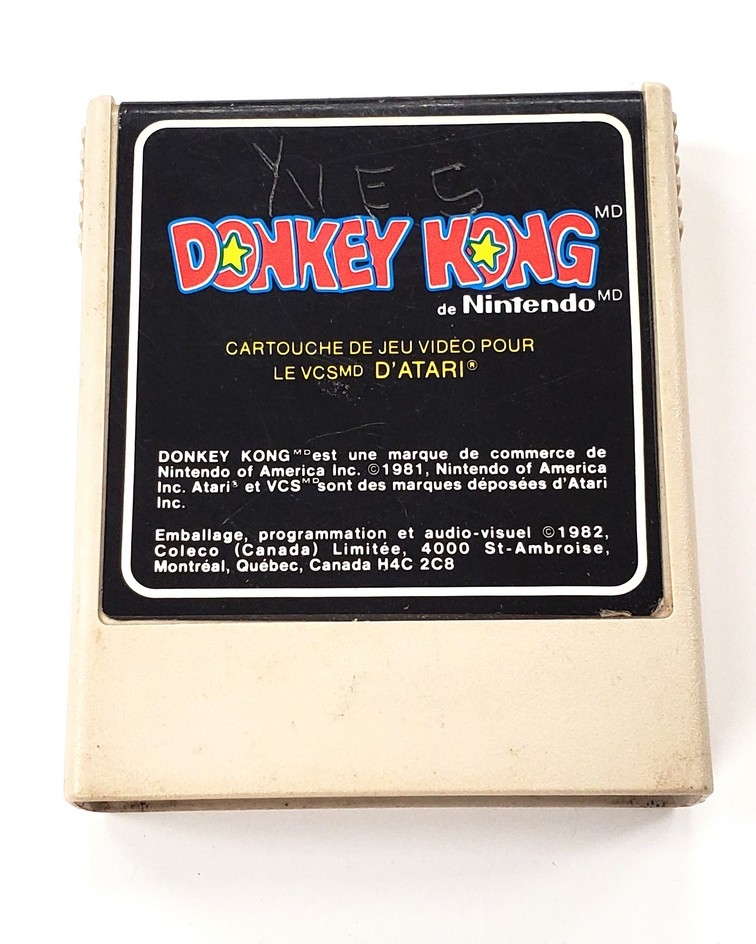 YVES
DONKEY KONG MD
de Nintendo MD
CARTOUCHE DE JEU VIDÉO POUR
LE VCSMD D'ATARI®
DONKEY KONG MD est une marque de commerce de
Nintendo of America Inc. ©1981, Nintendo of America
Inc. Atari® et VCS MD sont des marques déposées d'Atari
Inc.
Emballage, programmation et audio-visuel ©1982,
Coleco (Canada) Limitée, 4000 St-Ambroise,
Montréal, Québec, Canada H4C 2C8